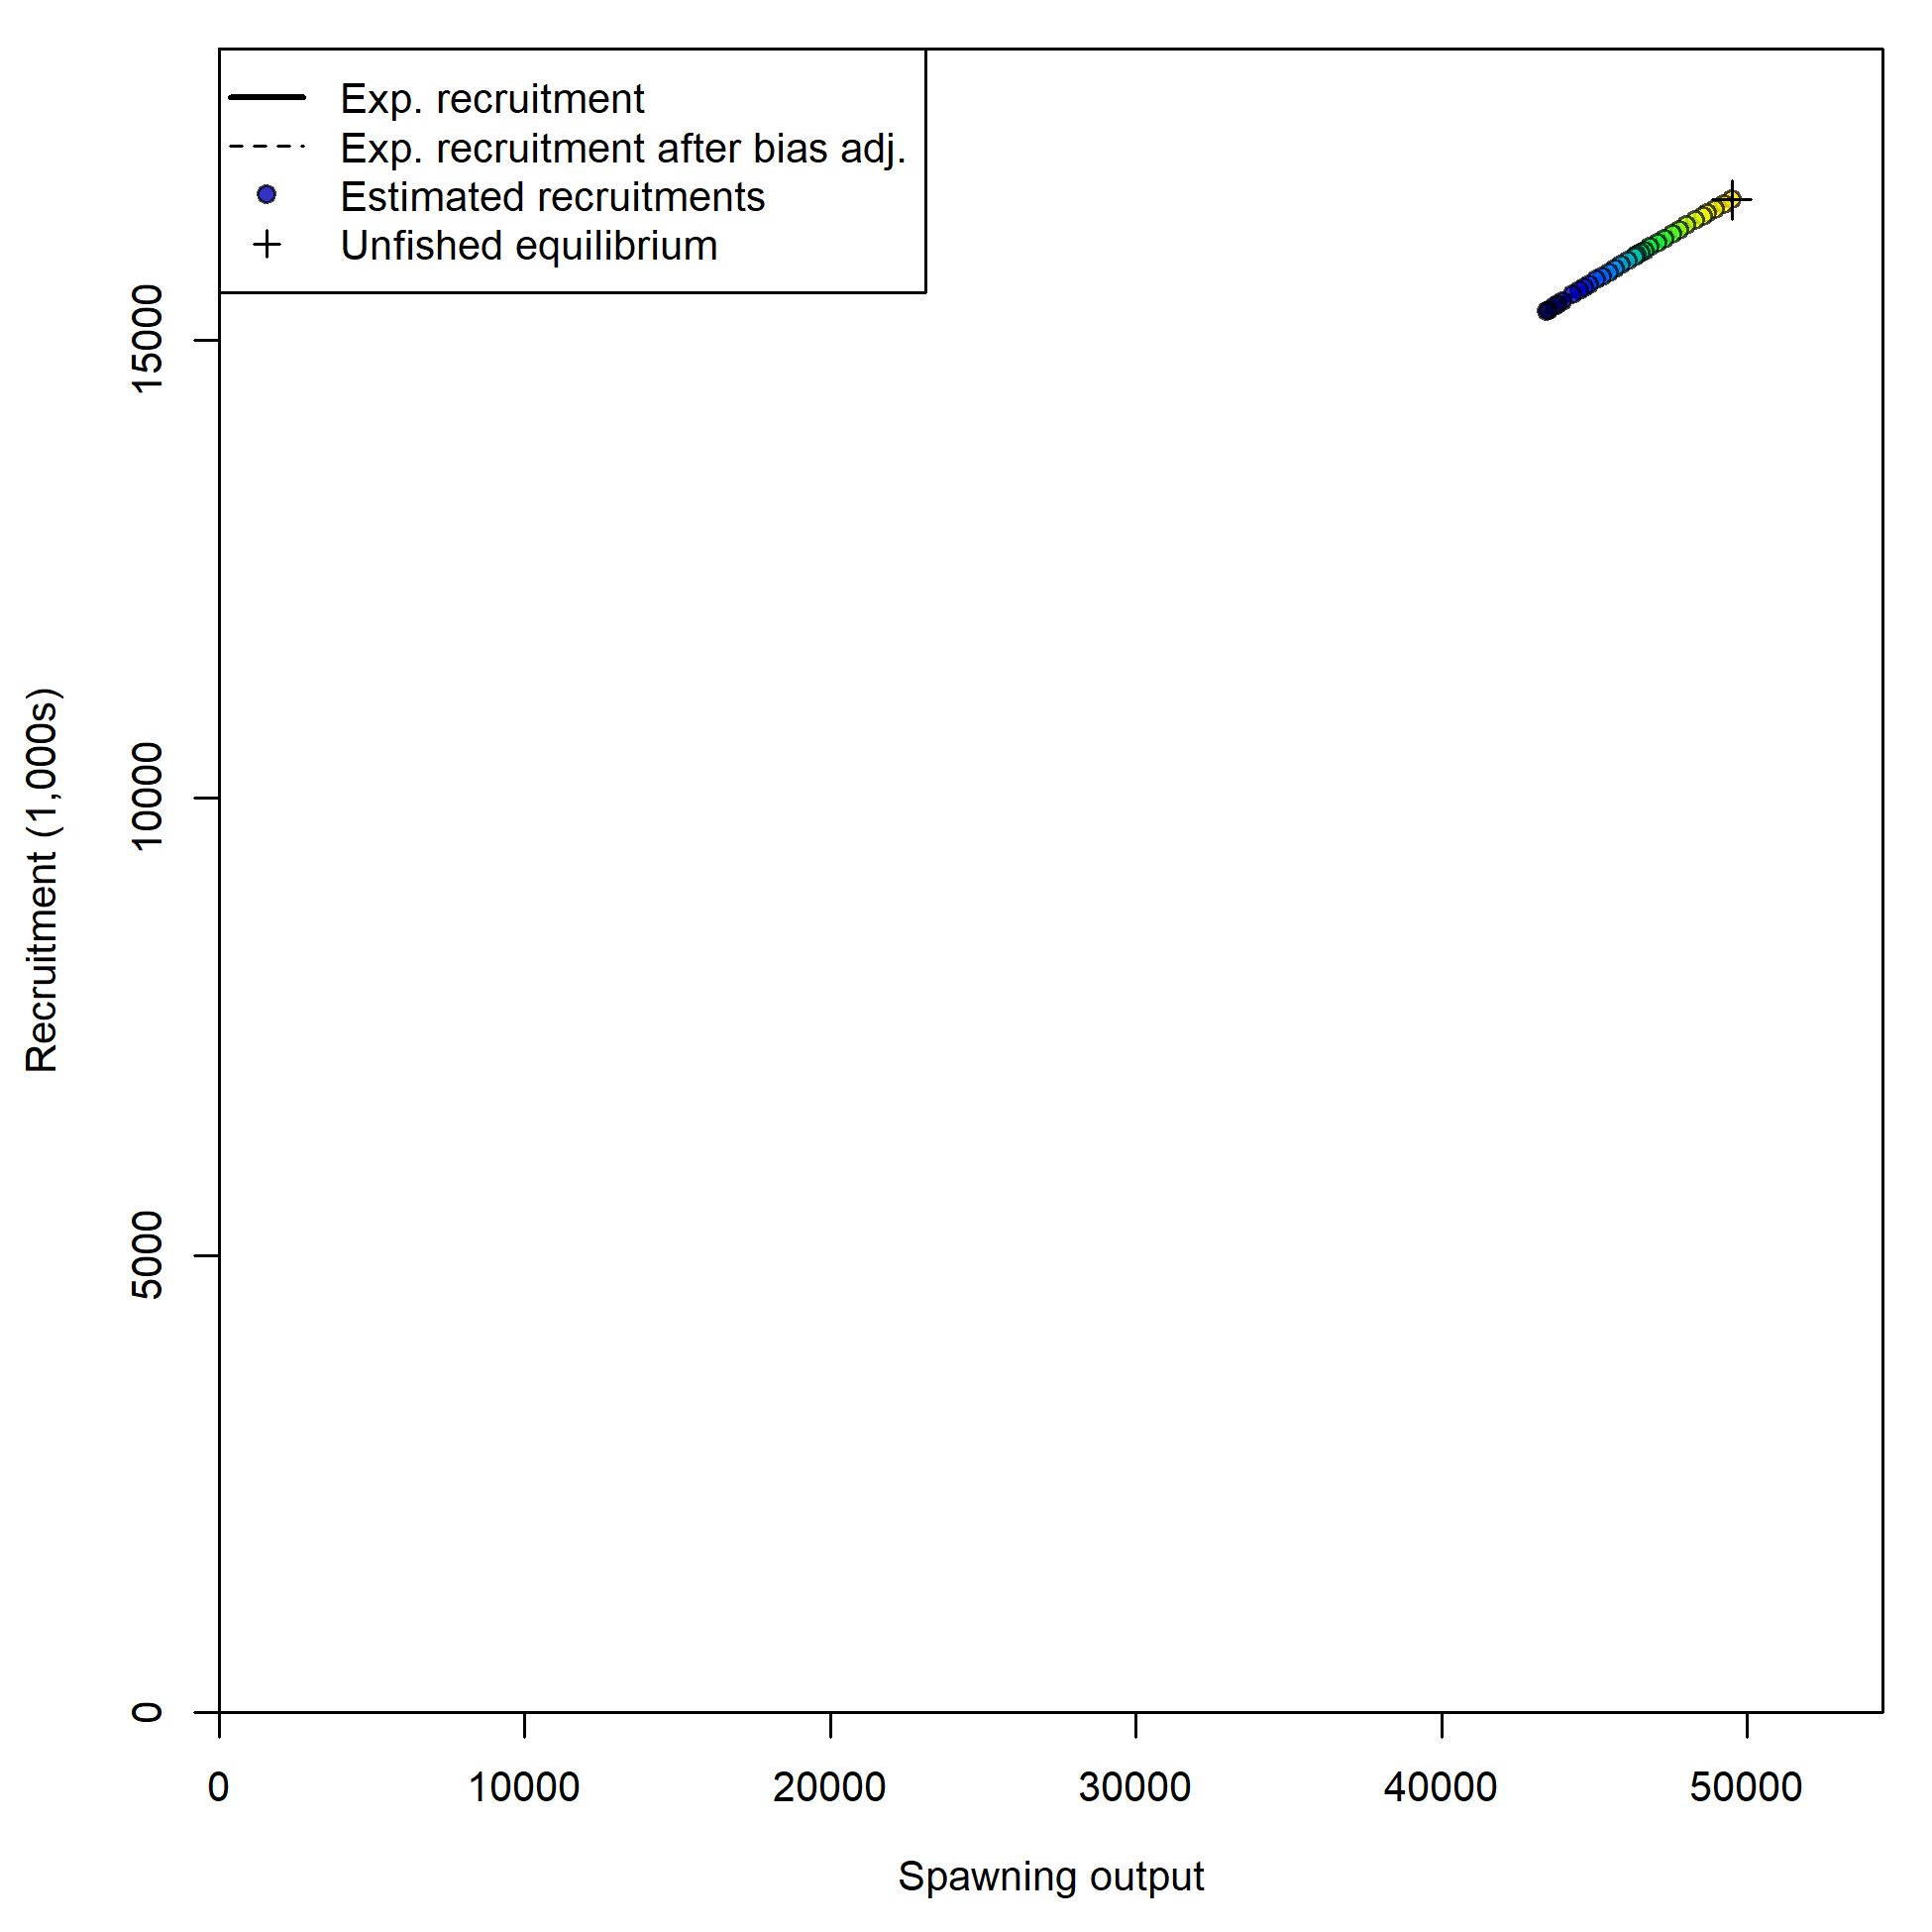 Exp. recruitment
Exp. recruitment after bias adj.
Estimated recruitments
Unfished equilibrium
Recruitment (1,000s)
15000
10000
5000
0
0 10000 20000 30000 40000 50000
Spawning output